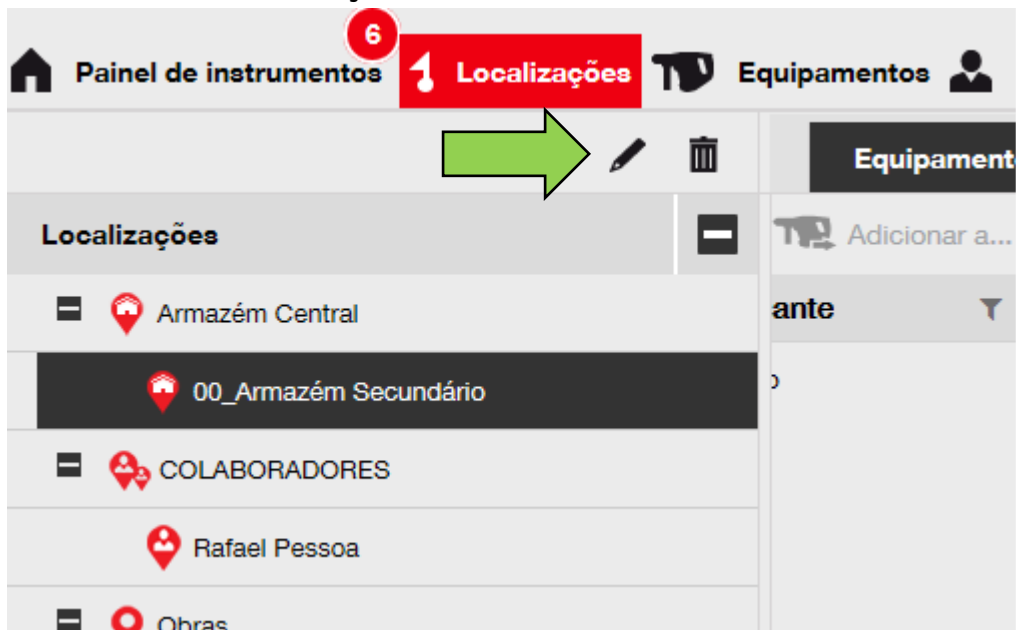 6
Painel de instrumentos Localizações Equipamentos
Equipament
Localizações
Adicionar a...
Armazém Central
ante
00_Armazém Secundário
o
COLABORADORES
Rafael Pessoa
Obras